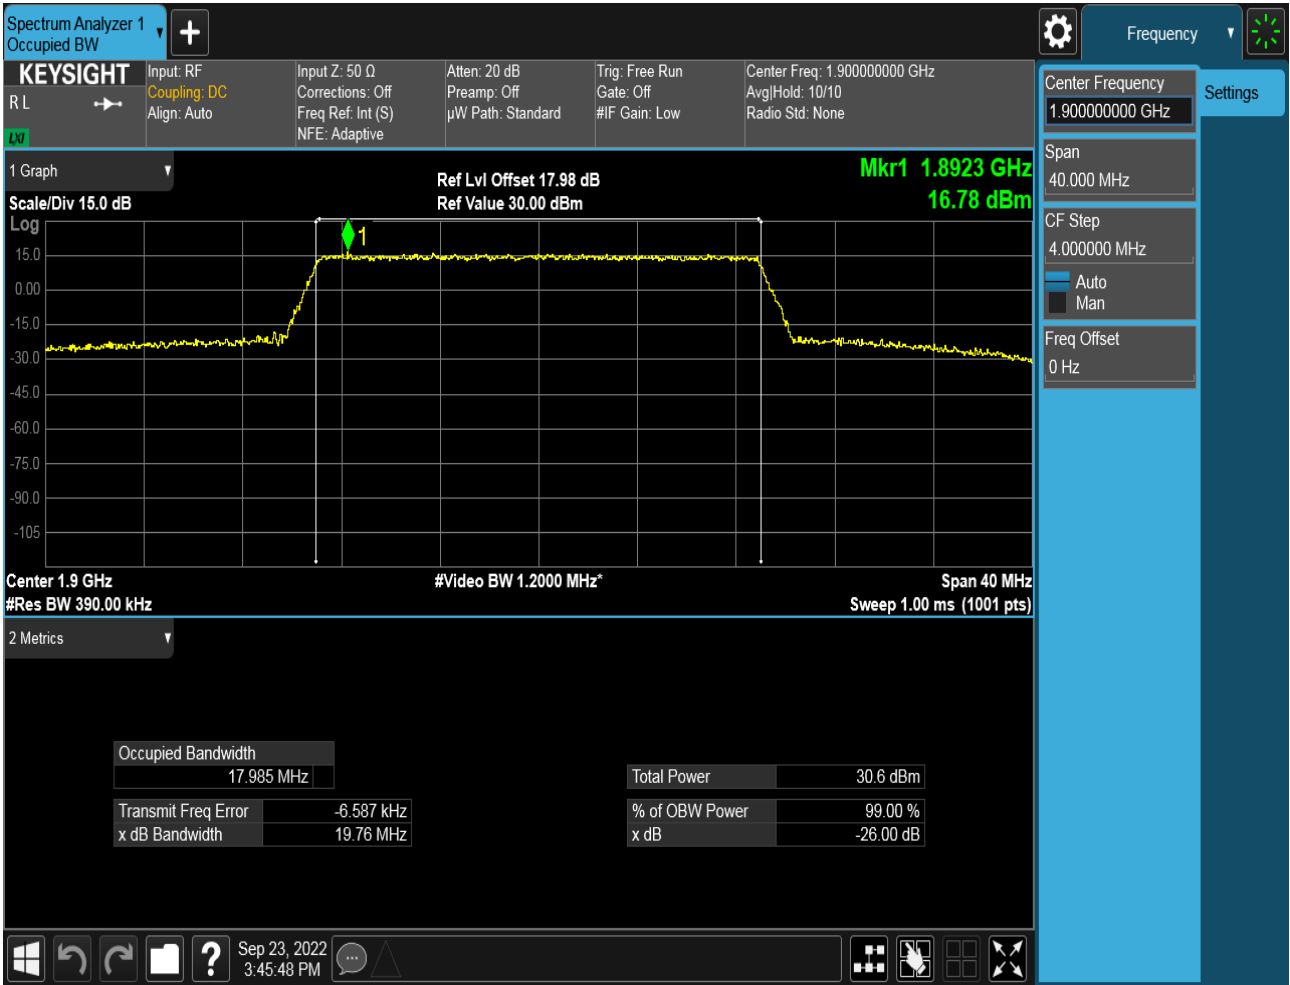 Spectrum Analyzer 1
Occupied BW
Frequency
KEYSIGHT
R L
LXI
Input: RF
Coupling: DC
Align: Auto
Input Z: 50 Ω
Corrections: Off
Freq Ref: Int (S)
NFE: Adaptive
Atten: 20 dB
Preamp: Off
µW Path: Standard
Trig: Free Run
Gate: Off
#IF Gain: Low
Center Freq: 1.900000000 GHz
Avg|Hold: 10/10
Radio Std: None
Center Frequency
1.900000000 GHz
Settings
Span
40.000 MHz
CF Step
4.000000 MHz
Auto
Man
Freq Offset
0 Hz
1 Graph
Scale/Div 15.0 dB
Log
Ref Lvl Offset 17.98 dB
Ref Value 30.00 dBm
Mkr1 1.8923 GHz
16.78 dBm
1
15.0
0.00
-15.0
-30.0
-45.0
-60.0
-75.0
-90.0
-105
Center 1.9 GHz
#Video BW 1.2000 MHz*
Span 40 MHz
#Res BW 390.00 kHz
Sweep 1.00 ms (1001 pts)
2 Metrics
Occupied Bandwidth
17.985 MHz
Total Power 30.6 dBm
Transmit Freq Error -6.587 kHz
% of OBW Power 99.00 %
x dB Bandwidth 19.76 MHz
x dB -26.00 dB
?
Sep 23, 2022
3:45:48 PM